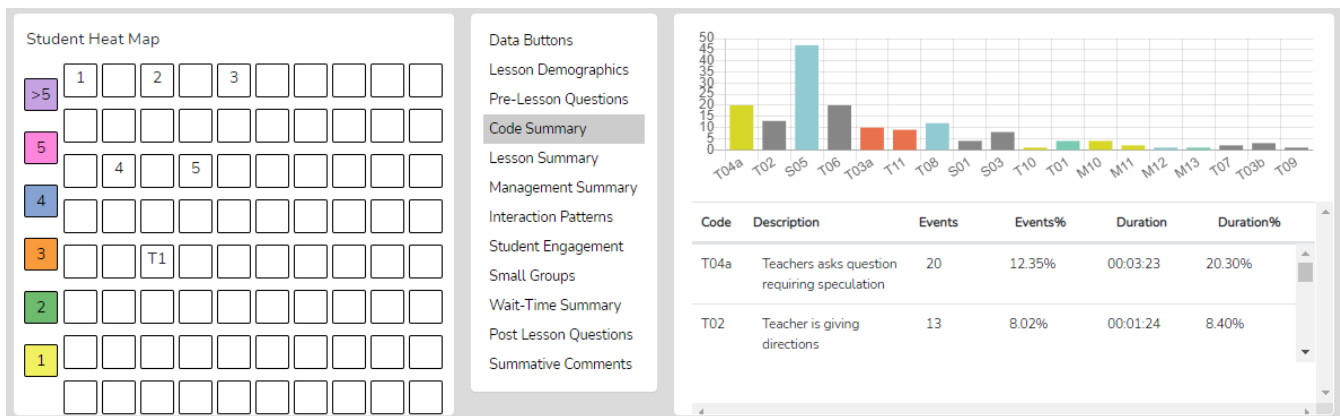 Student Heat Map
1 2 3
>5
5
4 5
4
3
T1
2
1
Data Buttons
Lesson Demographics
Pre-Lesson Questions
Code Summary
Lesson Summary
Management Summary
Interaction Patterns
Student Engagement
Small Groups
Wait-Time Summary
Post Lesson Questions
Summative Comments
50
45
40
35
30
25
20
15
10
5
0
T04a T02 S05 T06 T03a T11 T08 S01 S03 T10 T01 M10 M11 M12 M13 T07 T03b T09
Code Description Events Events% Duration Duration%
T04a Teachers asks question 20 12.35% 00:03:23 20.30%
requiring speculation
T02 Teacher is giving 13 8.02% 00:01:24 8.40%
directions